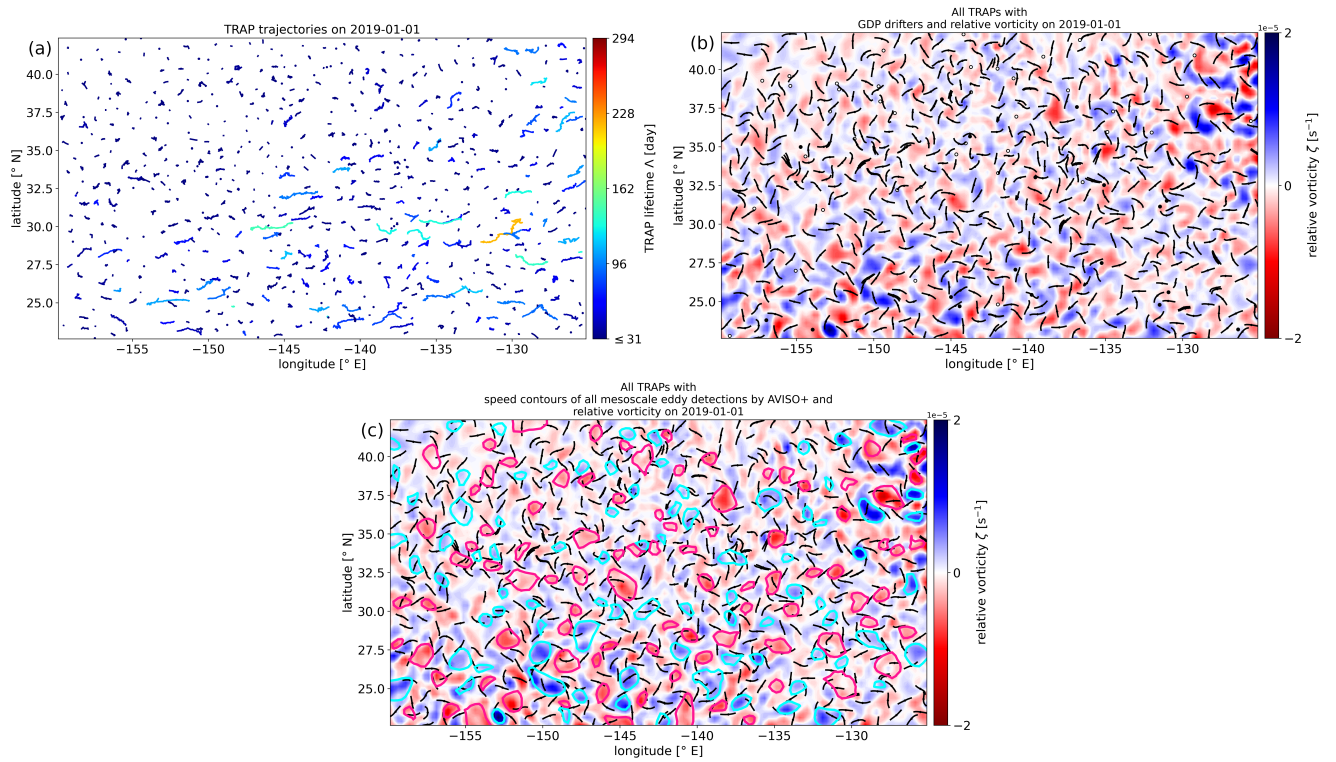 TRAP trajectories on 2019-01-01
(a)
40.0
37.5
35.0
32.5
30.0
27.5
25.0
latitude [° N]
−155
−150
−145
−140
−135
−130
longitude [° E]
294
228
162
96
≤ 31
TRAP lifetime Λ [day]
All TRAPs with
GDP drifters and relative vorticity on 2019-01-01
(b)
40.0
37.5
35.0
32.5
30.0
27.5
25.0
latitude [° N]
−155
−150
−145
−140
−135
−130
longitude [° E]
1e−5
2
0
−2
relative vorticity ζ [s⁻¹]
All TRAPs with
speed contours of all mesoscale eddy detections by AVISO+ and
relative vorticity on 2019-01-01
(c)
40.0
37.5
35.0
32.5
30.0
27.5
25.0
latitude [° N]
−155
−150
−145
−140
−135
−130
longitude [° E]
1e−5
2
0
−2
relative vorticity ζ [s⁻¹]